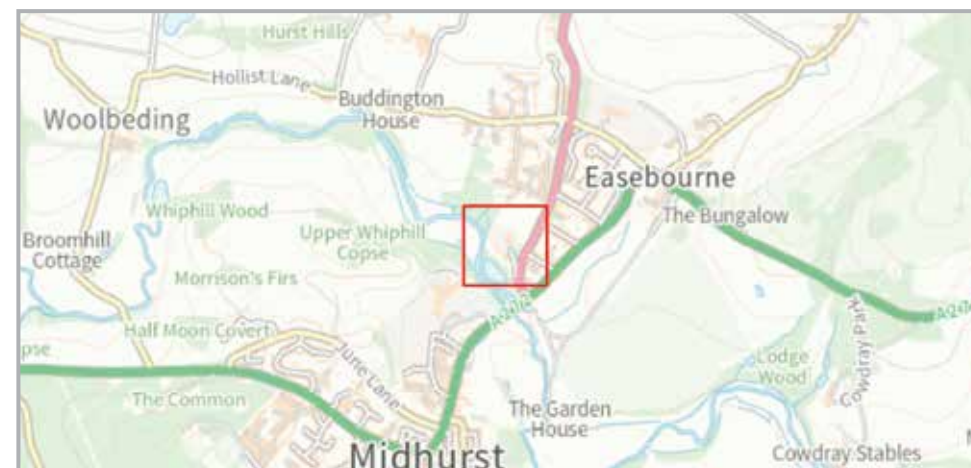 Hurst Hills
Hollist Lane
Buddington
House
Woolbeding
Easebourne
Whiphill Wood
The Bungalow
Upper Whiphill
Copse
Broomhill
Cottage
Morrison's Firs
Half Moon Covert
pse
June Lane
A272
Cowdray Park
Lodge
Wood
The Common
The Garden
House
Midhurst
Cowdray Stables